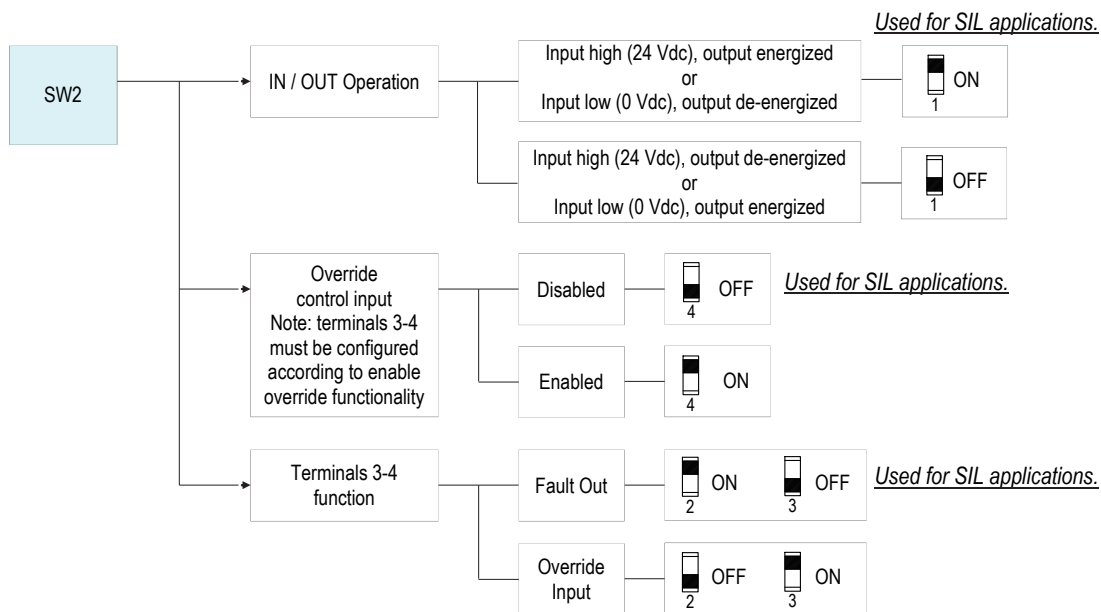 Used for SIL applications.
SW2
IN / OUT Operation
Input high (24 Vdc), output energized
or
Input low (0 Vdc), output de-energized
ON
1
Input high (24 Vdc), output de-energized
or
Input low (0 Vdc), output energized
OFF
1
Override
control input
Note: terminals 3-4
must be configured
according to enable
override functionality
Disabled
OFF
4
Used for SIL applications.
Enabled
ON
4
Terminals 3-4
function
Fault Out
ON
2
OFF
3
Used for SIL applications.
Override
Input
OFF
2
ON
3